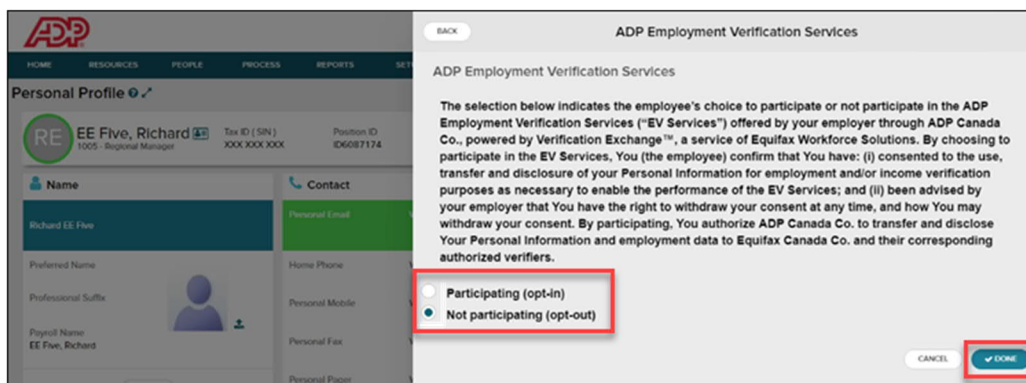 ADP
HOME RESOURCES PEOPLE PROCESS REPORTS SET
Personal Profile
RE
EE Five, Richard
1005 - Regional Manager
Tax ID ( SIN )
XXX XXX XXX
Position ID
ID6087174
Name
Richard EE Five
Preferred Name
Professional Suffix
Payroll Name
EE Five, Richard
Contact
Personal Email
Home Phone
Personal Mobile
Personal Fax
Personal Pager
BACK
ADP Employment Verification Services
ADP Employment Verification Services
The selection below indicates the employee's choice to participate or not participate in the ADP
Employment Verification Services ("EV Services") offered by your employer through ADP Canada
Co., powered by Verification Exchange™, a service of Equifax Workforce Solutions. By choosing to
participate in the EV Services, You (the employee) confirm that You have: (i) consented to the use,
transfer and disclosure of your Personal Information for employment and/or income verification
purposes as necessary to enable the performance of the EV Services; and (ii) been advised by
your employer that You have the right to withdraw your consent at any time, and how You may
withdraw your consent. By participating, You authorize ADP Canada Co. to transfer and disclose
Your Personal Information and employment data to Equifax Canada Co. and their corresponding
authorized verifiers.
Participating (opt-in)
Not participating (opt-out)
CANCEL
DONE